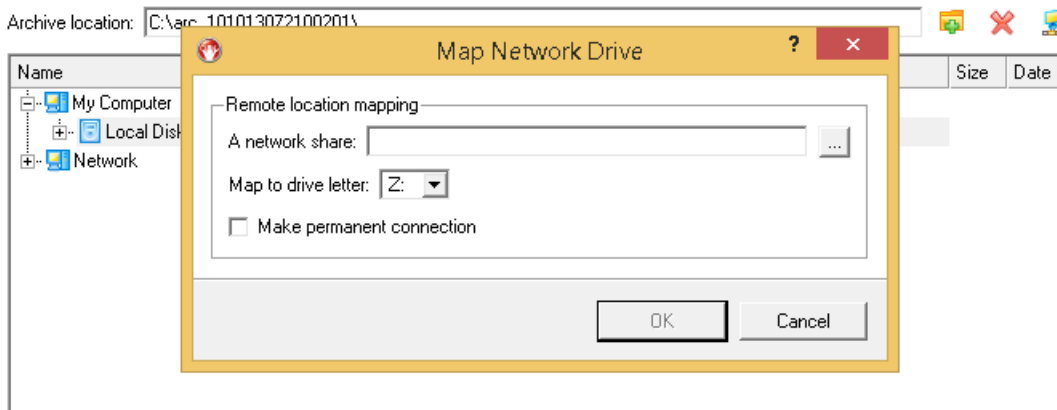 Archive location: C:\arc_101013072100201\
Map Network Drive ? ×
Name Size Date
My Computer
Local Disk
Network
Remote location mapping
A network share: ...
Map to drive letter: Z:
Make permanent connection
OK Cancel